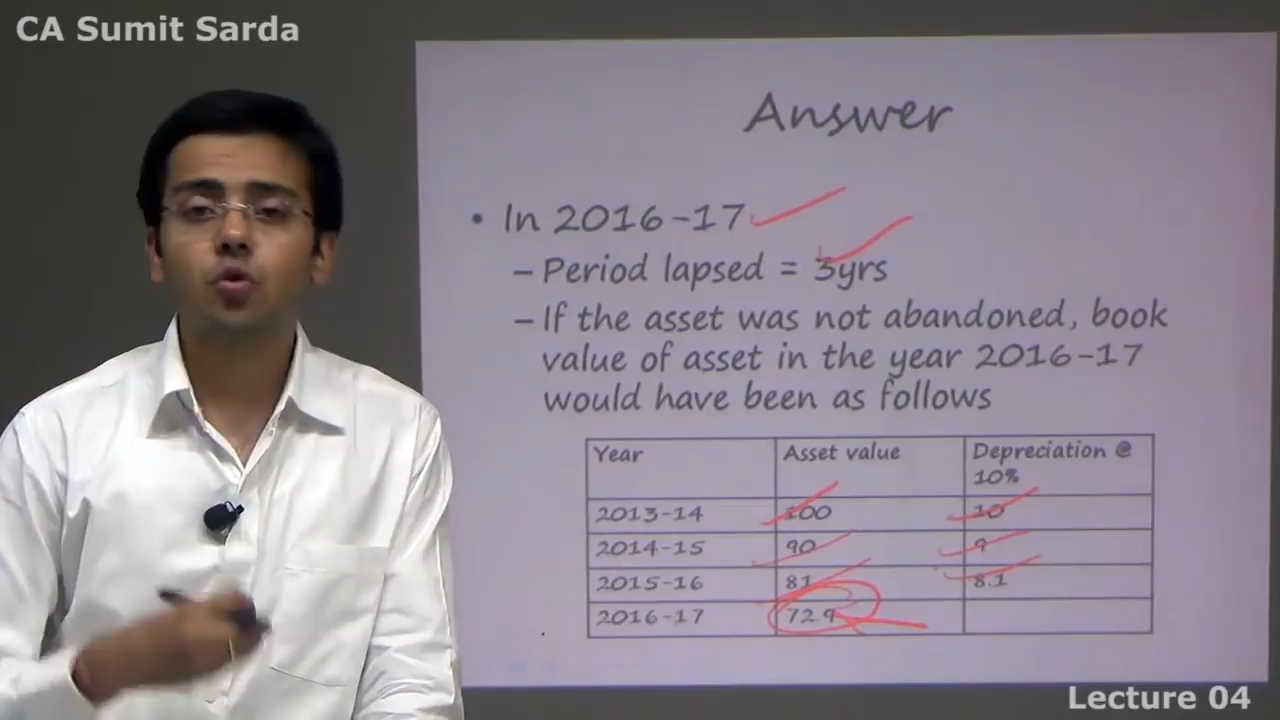 CA Sumit Sarda
Answer
• In 2016-17
– Period lapsed = 3yrs
– If the asset was not abandoned, book
value of asset in the year 2016-17
would have been as follows
Year Asset value Depreciation @
10%
2013-14 100 10
2014-15 90 9
2015-16 81 8.1
2016-17 72.9
Lecture 04